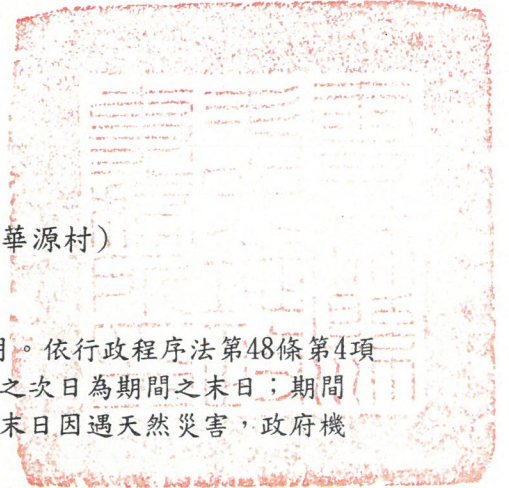 華源村）
。依行政程序法第48條第4項
之次日為期間之末日；期間
末日因遇天然災害，政府機